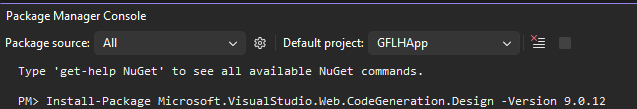 Package Manager Console
Package source: All Default project: GFLHApp
Type 'get-help NuGet' to see all available NuGet commands.
PM> Install-Package Microsoft.VisualStudio.Web.CodeGeneration.Design -Version 9.0.12